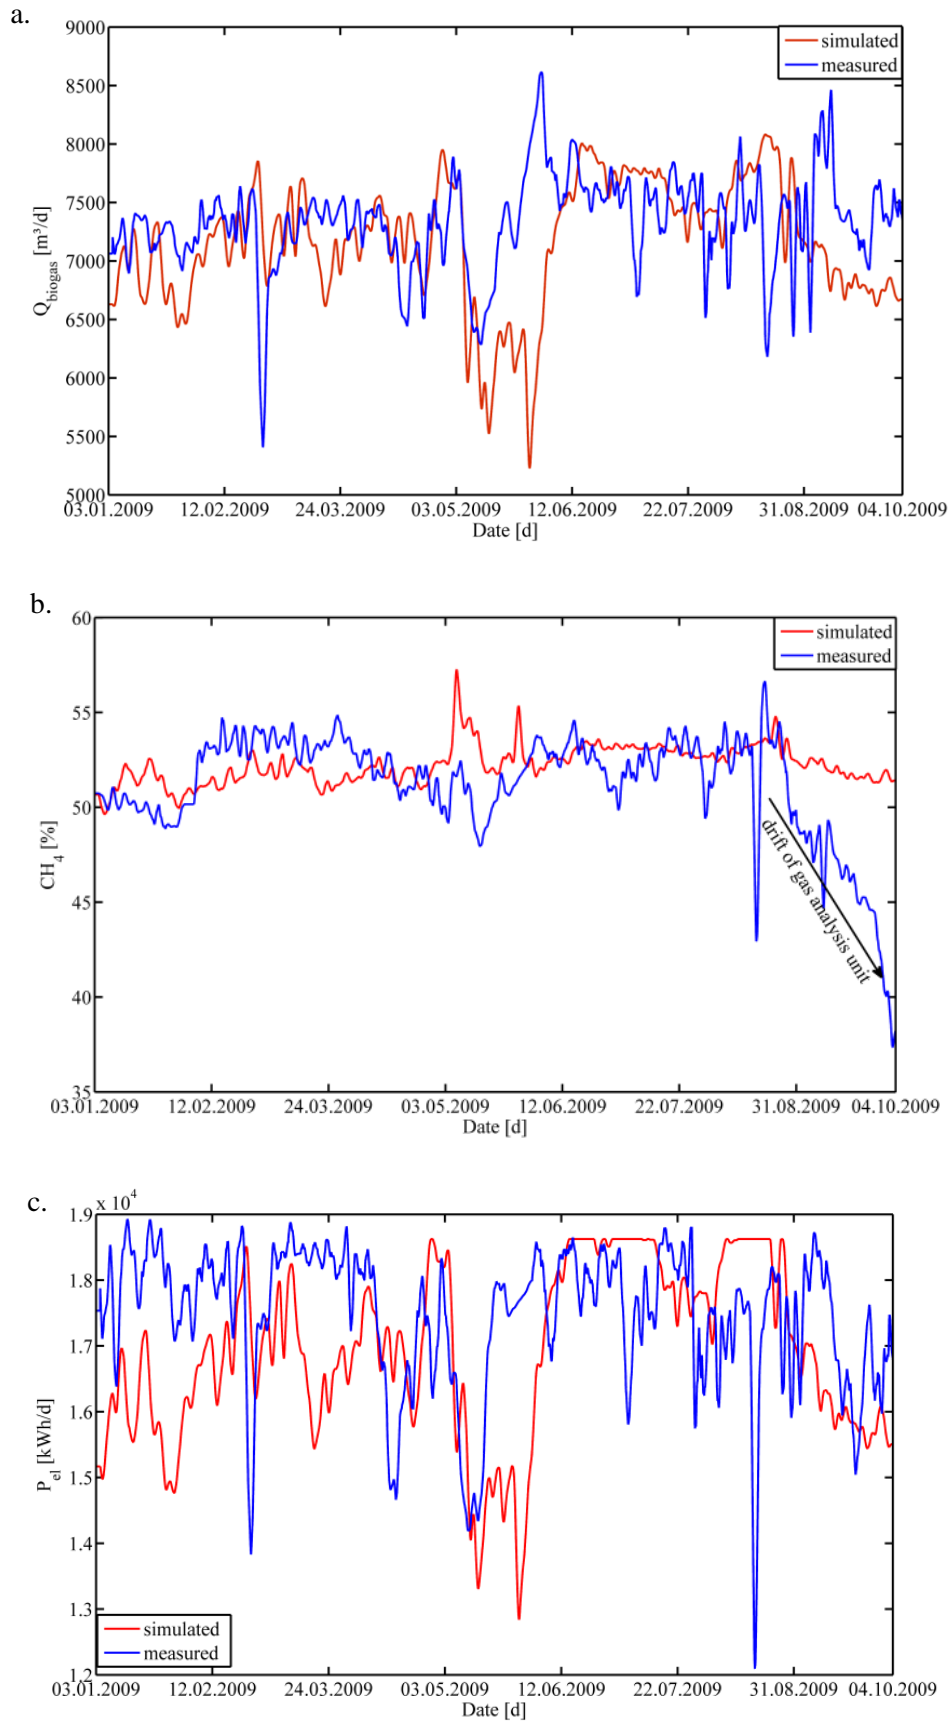 a.
9000
8500
8000
7500
7000
6500
6000
5500
5000
Q_biogas [m³/d]
simulated
measured
03.01.2009 12.02.2009 24.03.2009 03.05.2009 12.06.2009 22.07.2009 31.08.2009 04.10.2009
Date [d]
b.
60
55
50
45
40
35
CH₄ [%]
simulated
measured
drift of gas analysis unit
03.01.2009 12.02.2009 24.03.2009 03.05.2009 12.06.2009 22.07.2009 31.08.2009 04.10.2009
Date [d]
c.
x 10⁴
1.9
1.8
1.7
1.6
1.5
1.4
1.3
1.2
P_el [kWh/d]
simulated
measured
03.01.2009 12.02.2009 24.03.2009 03.05.2009 12.06.2009 22.07.2009 31.08.2009 04.10.2009
Date [d]